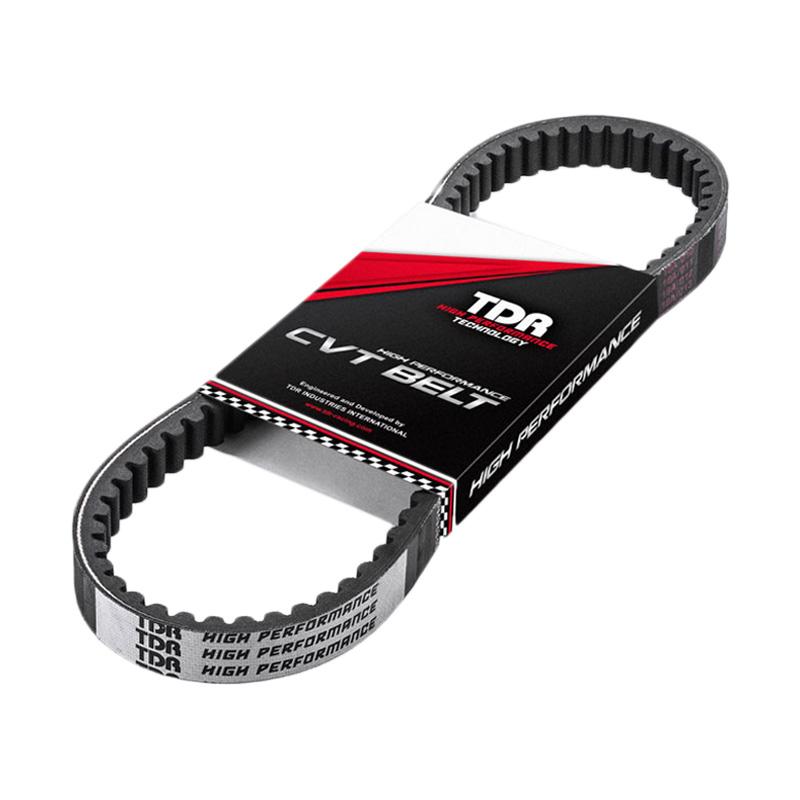 TDR
HIGH PERFORMANCE
TECHNOLOGY
HIGH PERFORMANCE
CVT BELT
Engineered and Developed by
TDR INDUSTRIES INTERNATIONAL
www.tdr-racing.com
HIGH PERFORMANCE
TDR HIGH PERFORMANCE
TDR HIGH PERFORMANCE
TDR HIGH PERFORMANCE